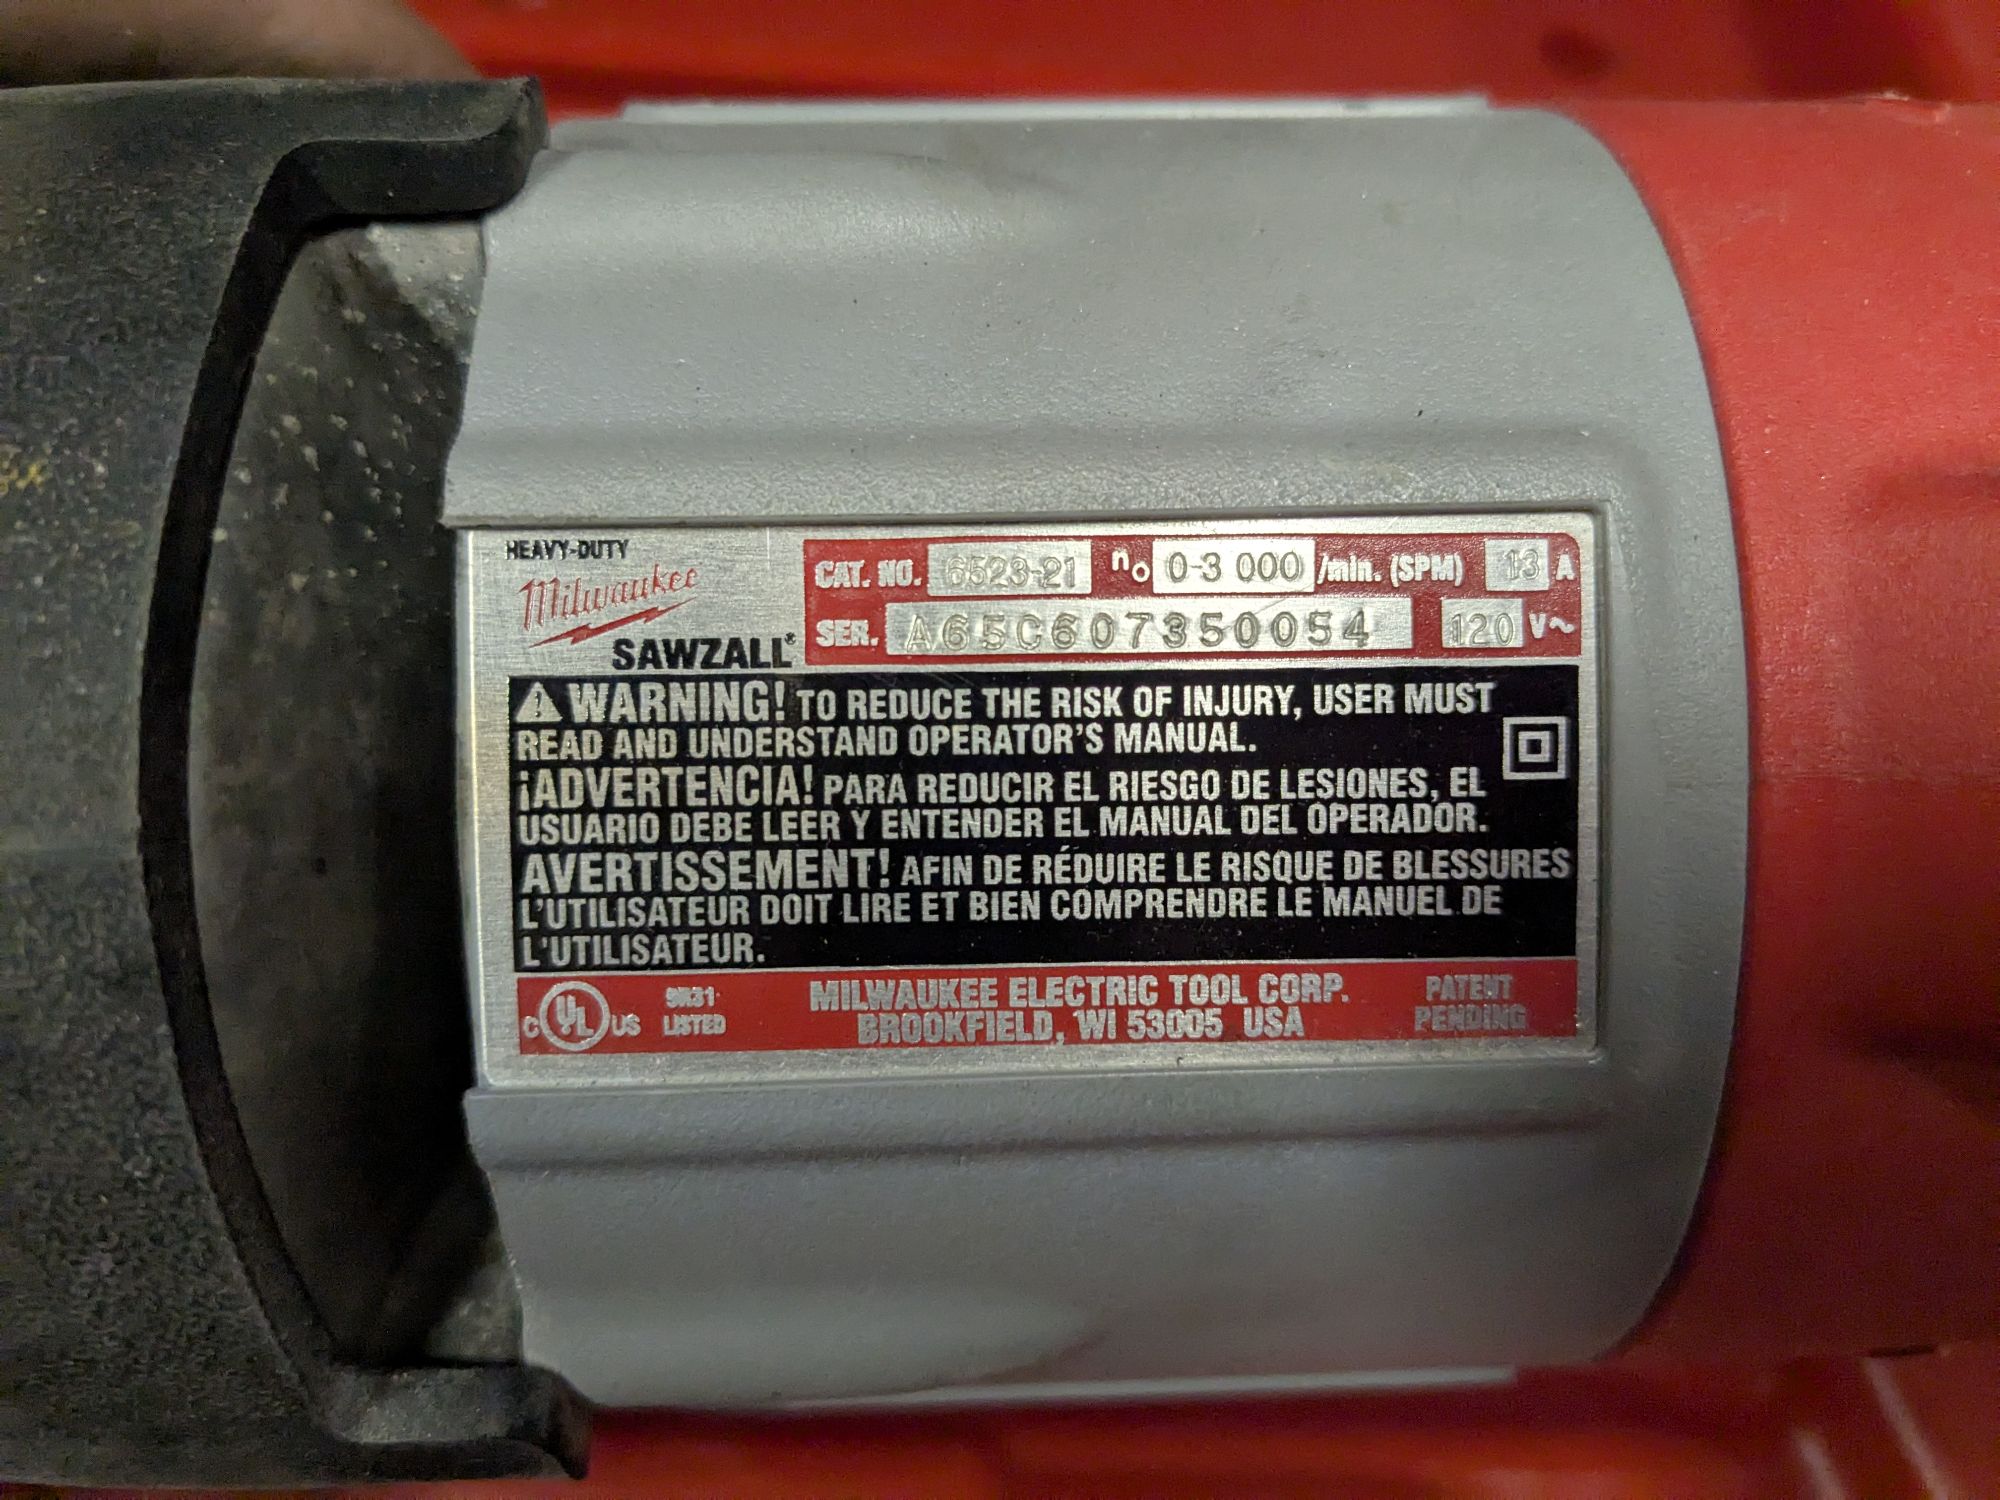 HEAVY-DUTY
Milwaukee
SAWZALL®
CAT. NO. 6523-21 no 0-3 000 /min. (SPM) 13 A
SER. A65C607350054 120 V~
⚠ WARNING! TO REDUCE THE RISK OF INJURY, USER MUST
READ AND UNDERSTAND OPERATOR'S MANUAL.
¡ADVERTENCIA! PARA REDUCIR EL RIESGO DE LESIONES, EL
USUARIO DEBE LEER Y ENTENDER EL MANUAL DEL OPERADOR.
AVERTISSEMENT! AFIN DE RÉDUIRE LE RISQUE DE BLESSURES
L'UTILISATEUR DOIT LIRE ET BIEN COMPRENDRE LE MANUEL DE
L'UTILISATEUR.
C UL US
LISTED
MILWAUKEE ELECTRIC TOOL CORP.
BROOKFIELD, WI 53005 USA
PATENT
PENDING